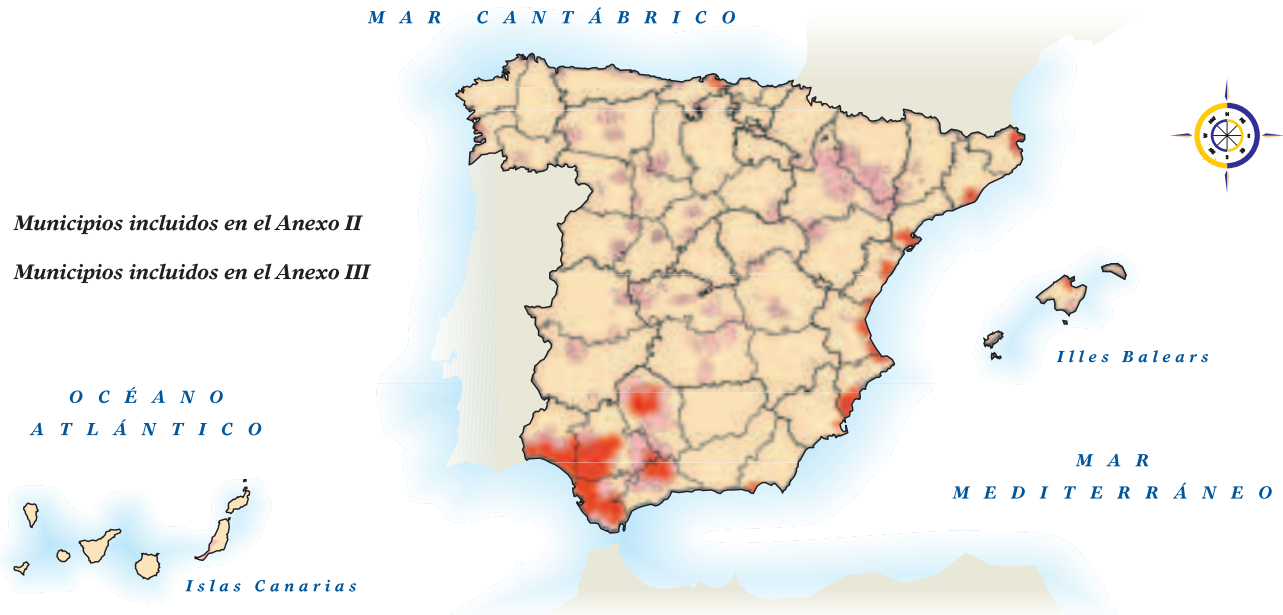 MAR CANTÁBRICO
Municipios incluidos en el Anexo II
Municipios incluidos en el Anexo III
Illes Balears
OCÉANO
ATLÁNTICO
MAR
MEDITERRÁNEO
Islas Canarias